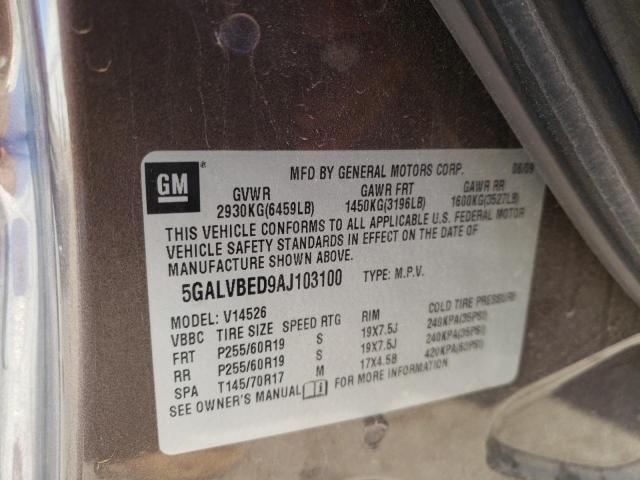 GM
MFD BY GENERAL MOTORS CORP. 06/09
GVWR GAWR FRT GAWR RR
2930KG(6459LB) 1450KG(3196LB) 1600KG(3527LB)
THIS VEHICLE CONFORMS TO ALL APPLICABLE U.S. FEDERAL MOTOR
VEHICLE SAFETY STANDARDS IN EFFECT ON THE DATE OF
MANUFACTURE SHOWN ABOVE.
5GALVBED9AJ103100 TYPE: M.P.V.
MODEL: V14526
VBBC TIRE SIZE SPEED RTG RIM COLD TIRE PRESSURE
FRT P255/60R19 S 19X7.5J 240KPA(35PSI)
RR P255/60R19 S 19X7.5J 240KPA(35PSI)
SPA T145/70R17 M 17X4.5B 420KPA(60PSI)
SEE OWNER'S MANUAL FOR MORE INFORMATION